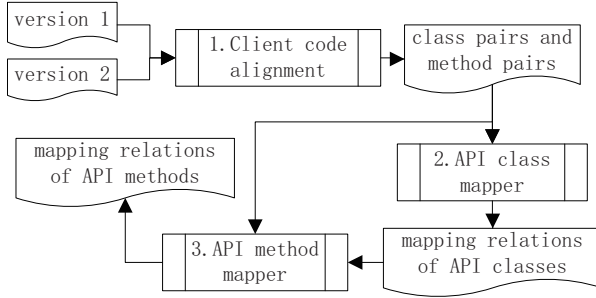 version 1
version 2
1.Client code
alignment
class pairs and
method pairs
2.API class
mapper
mapping relations
of API classes
3.API method
mapper
mapping relations
of API methods